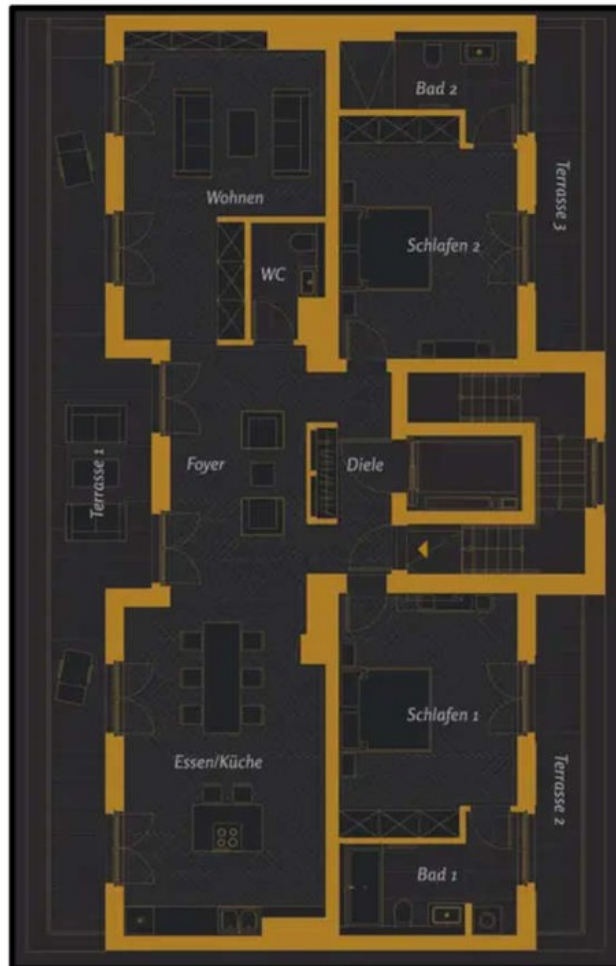 Bad 2
Wohnen
Terrasse 3
Schlafen 2
WC
Terrasse 1
Foyer
Diele
Schlafen 1
Essen/Küche
Terrasse 2
Bad 1